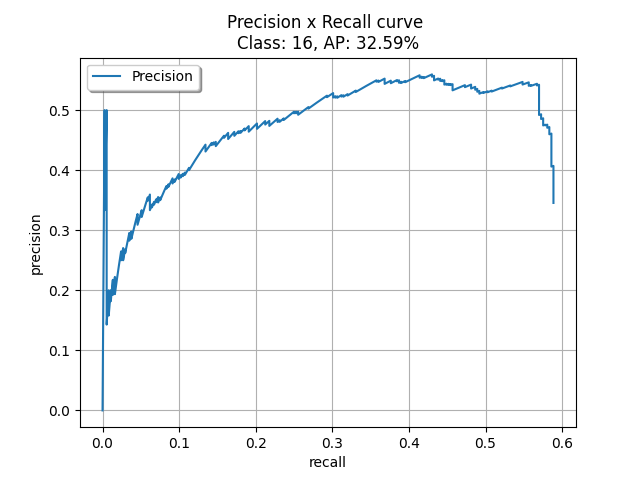 Precision x Recall curve
Class: 16, AP: 32.59%
Precision
precision
0.5
0.4
0.3
0.2
0.1
0.0
0.0 0.1 0.2 0.3 0.4 0.5 0.6
recall